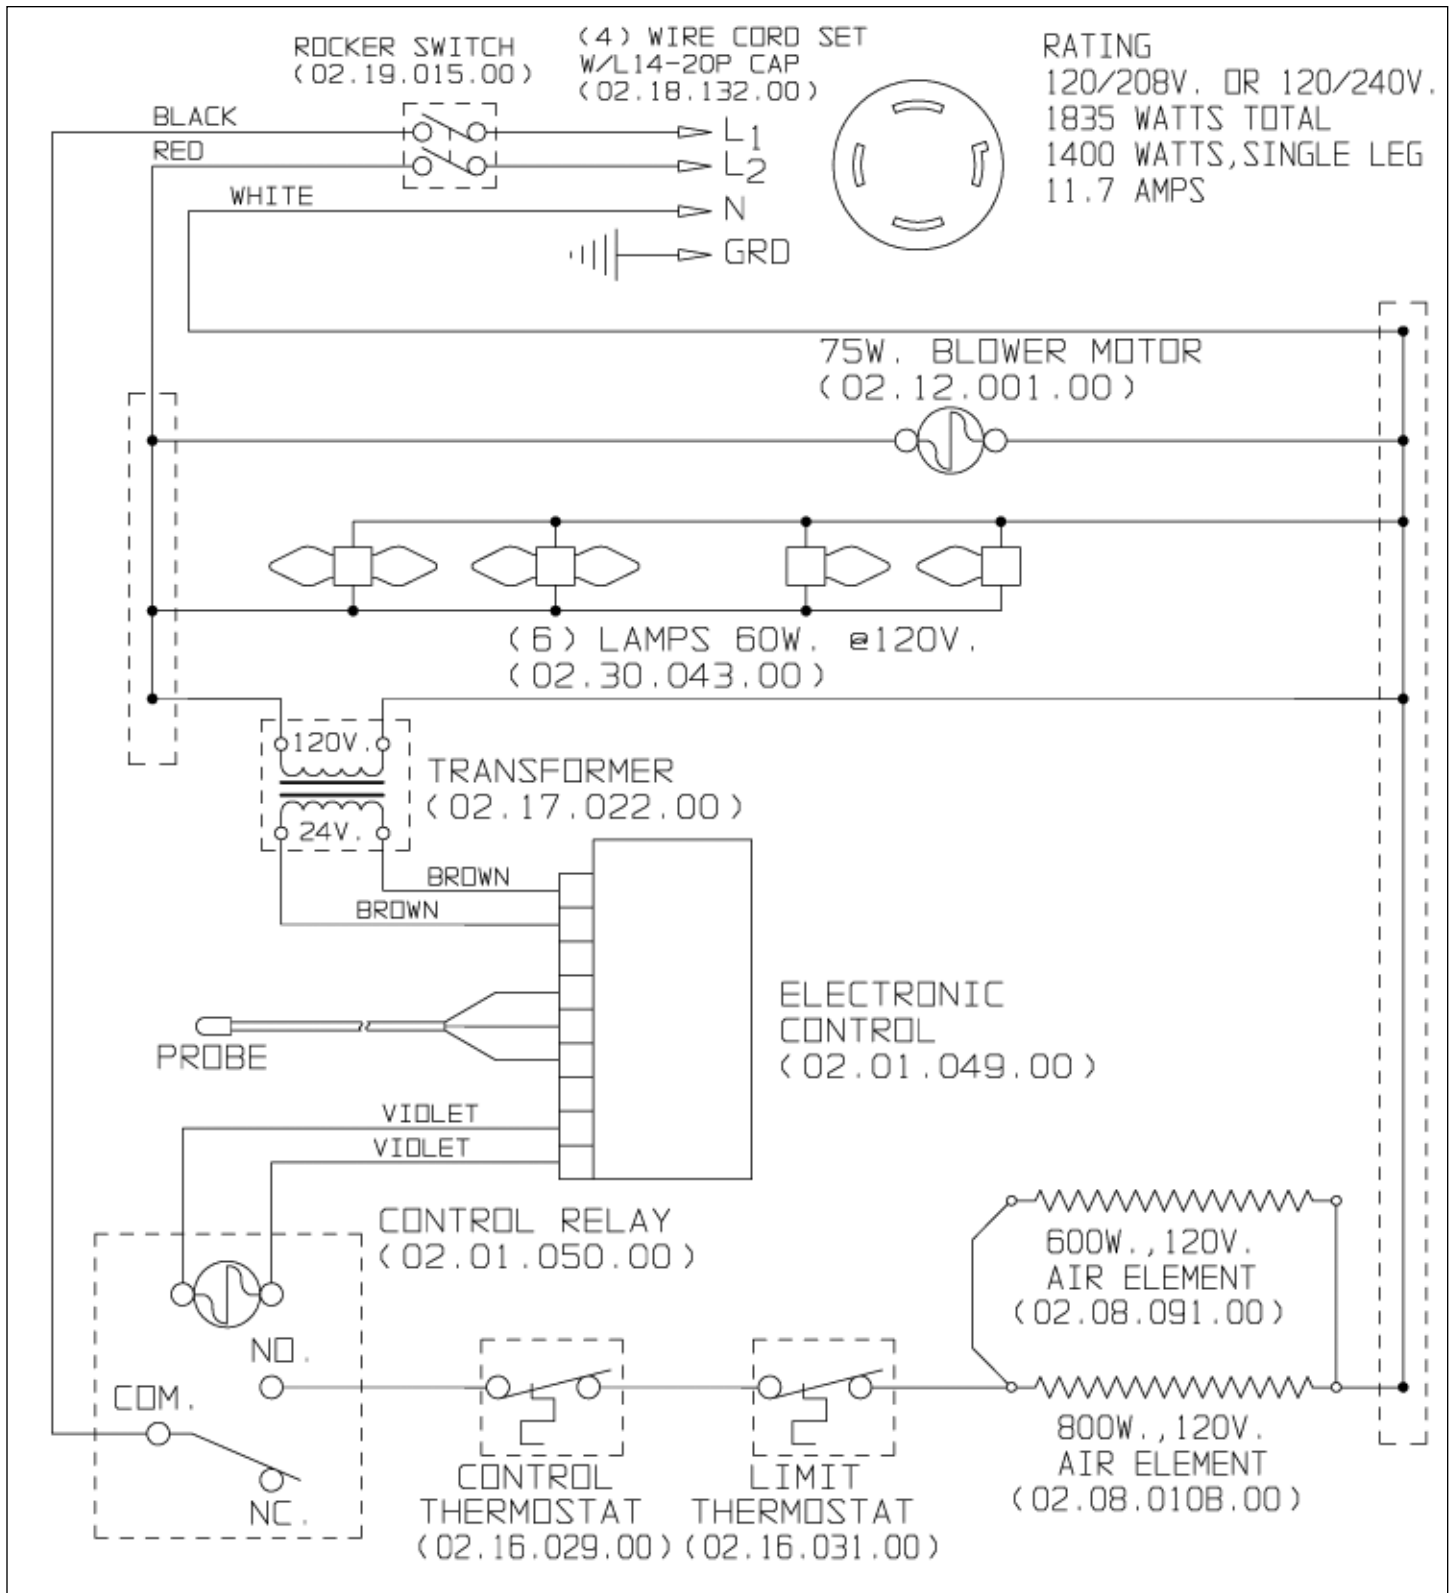 ROCKER SWITCH
(02.19.015.00)
(4) WIRE CORD SET
W/L14-20P CAP
(02.18.132.00)
RATING
120/208V. OR 120/240V.
1835 WATTS TOTAL
1400 WATTS,SINGLE LEG
11.7 AMPS
BLACK
RED
WHITE
L1
L2
N
GRD
75W. BLOWER MOTOR
(02.12.001.00)
(6) LAMPS 60W. @120V.
(02.30.043.00)
120V.
24V.
TRANSFORMER
(02.17.022.00)
BROWN
BROWN
ELECTRONIC
CONTROL
(02.01.049.00)
PROBE
VIOLET
VIOLET
CONTROL RELAY
(02.01.050.00)
NO.
COM.
NC.
CONTROL
THERMOSTAT
(02.16.029.00)
LIMIT
THERMOSTAT
(02.16.031.00)
600W.,120V.
AIR ELEMENT
(02.08.091.00)
800W.,120V.
AIR ELEMENT
(02.08.010B.00)